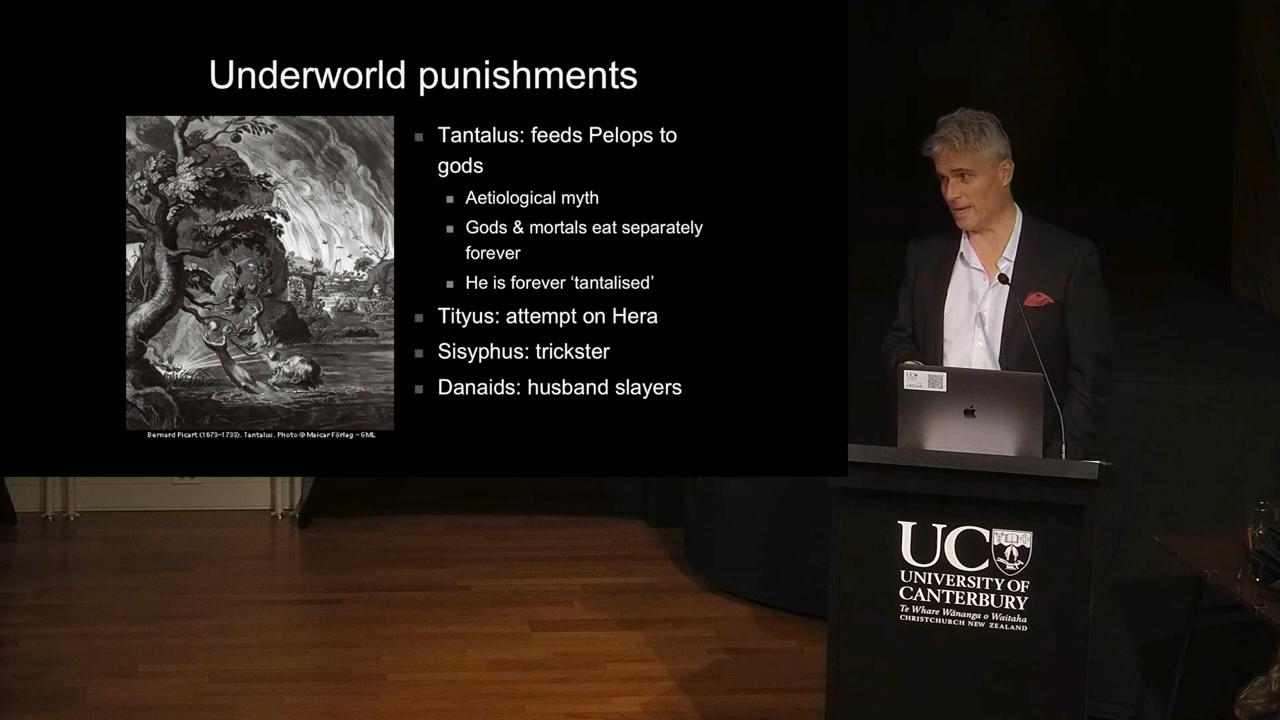 Underworld punishments
Tantalus: feeds Pelops to
gods
Aetiological myth
Gods & mortals eat separately
forever
He is forever ‘tantalised’
Tityus: attempt on Hera
Sisyphus: trickster
Danaids: husband slayers
Bernard Picart (1673-1733). Tantalus. Photo © Maicar Förlag - GML
UC
UNIVERSITY OF
CANTERBURY
Te Whare Wānanga o Waitaha
CHRISTCHURCH NEW ZEALAND